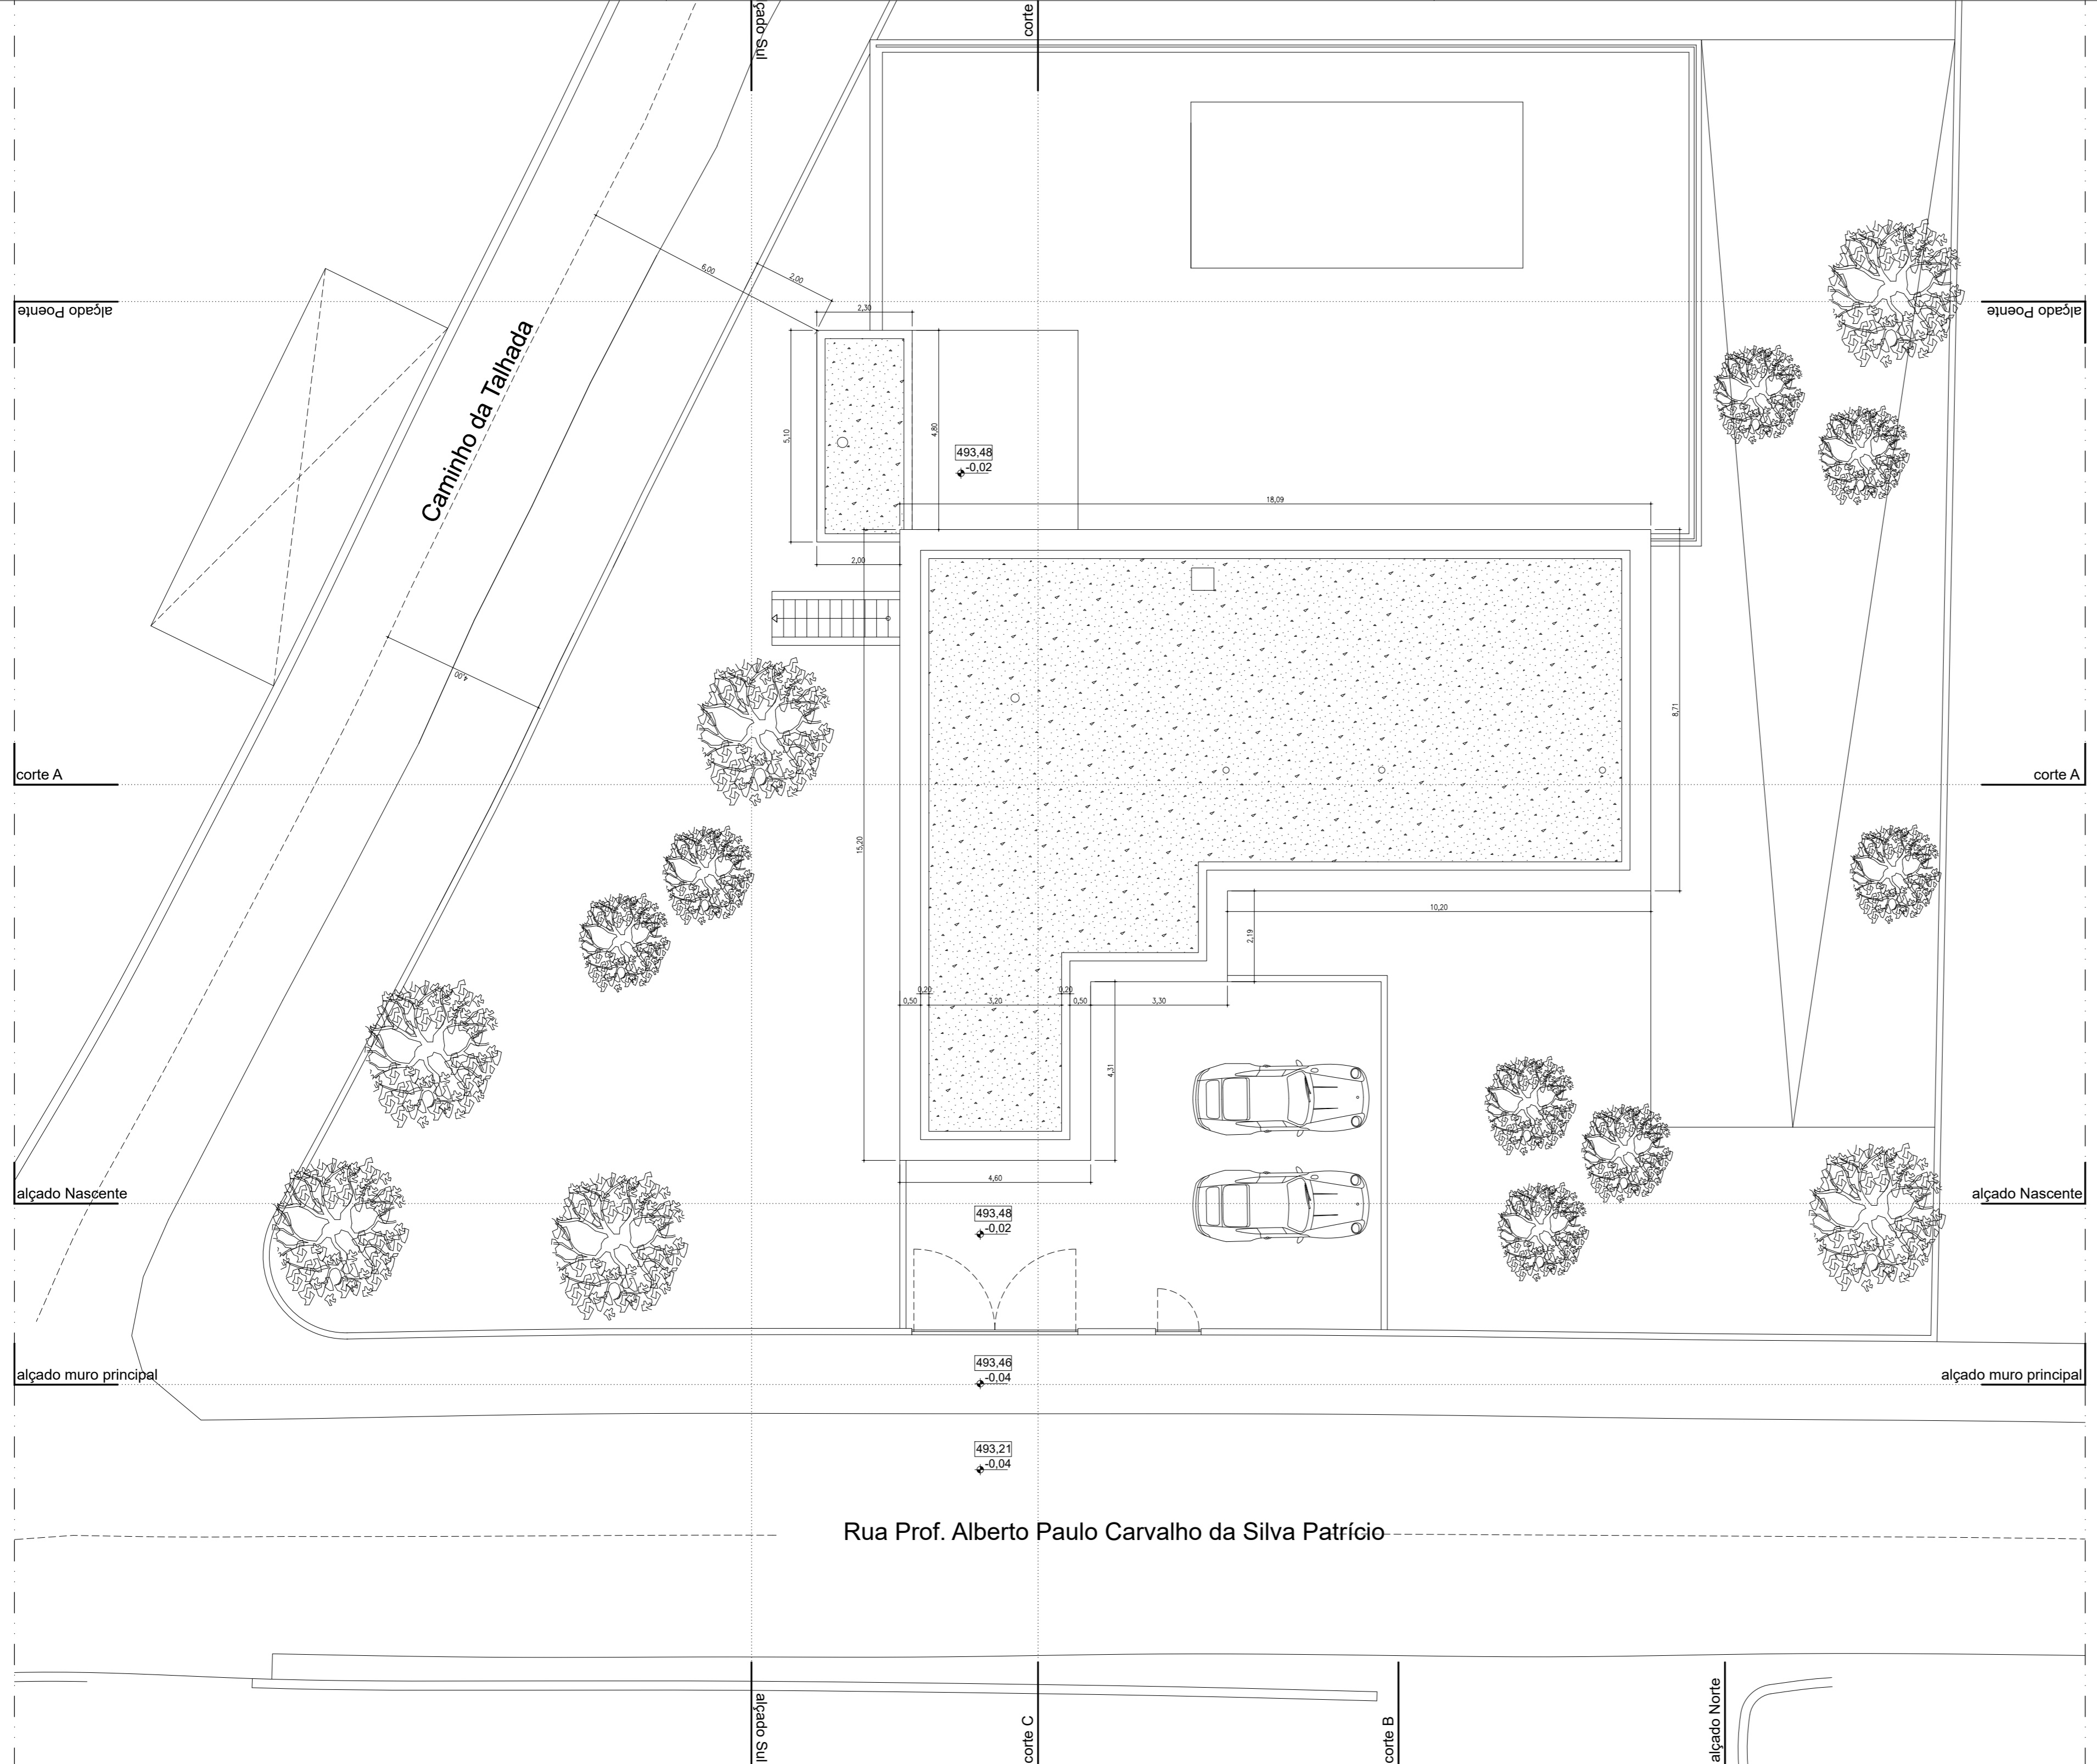 çado Sul
corte
6,00
2,00
2,30
alçado Poente
alçado Poente
Caminho da Talhada
5,10
4,80
493,48
-0,02
18,09
2,00
4,00
8,71
corte A
corte A
15,20
10,20
2,19
0,20
0,20
0,50
3,20
0,50
3,30
4,31
4,60
alçado Nascente
alçado Nascente
493,48
-0,02
493,46
-0,04
alçado muro principal
alçado muro principal
493,21
-0,04
Rua Prof. Alberto Paulo Carvalho da Silva Patrício
alçado Sul
corte C
corte B
alçado Norte